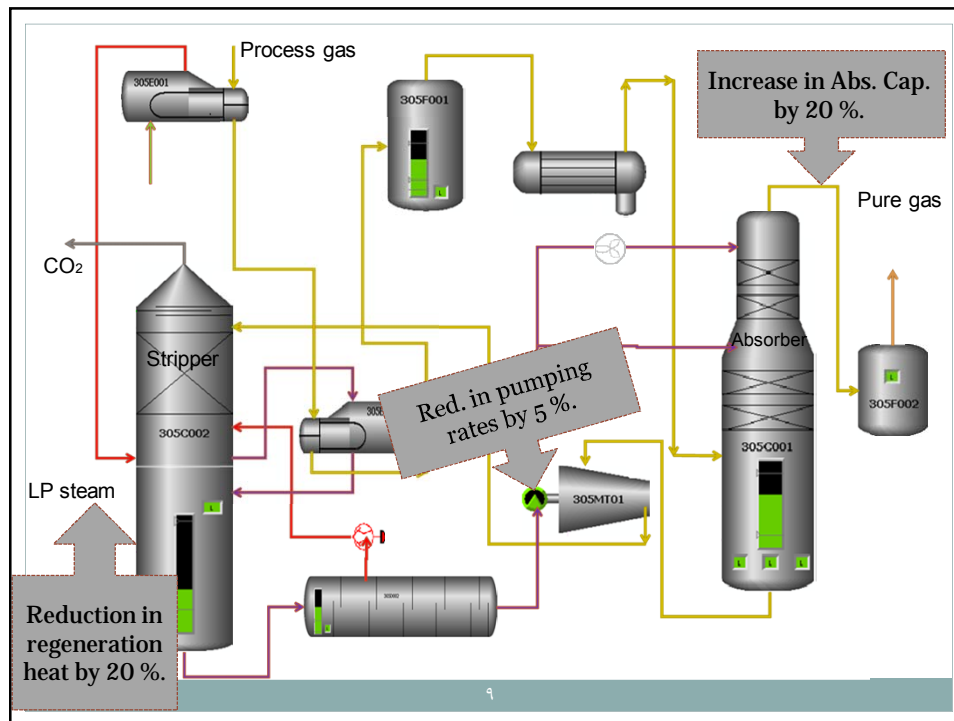 Process gas
305E001
305F001
Increase in Abs. Cap.
by 20 %.
Pure gas
CO₂
Stripper
Absorber
Red. in pumping
rates by 5 %.
305F002
305C002
305C001
LP steam
305MT01
L
L
L
L
L
L
L
Reduction in
regeneration
heat by 20 %.
٩